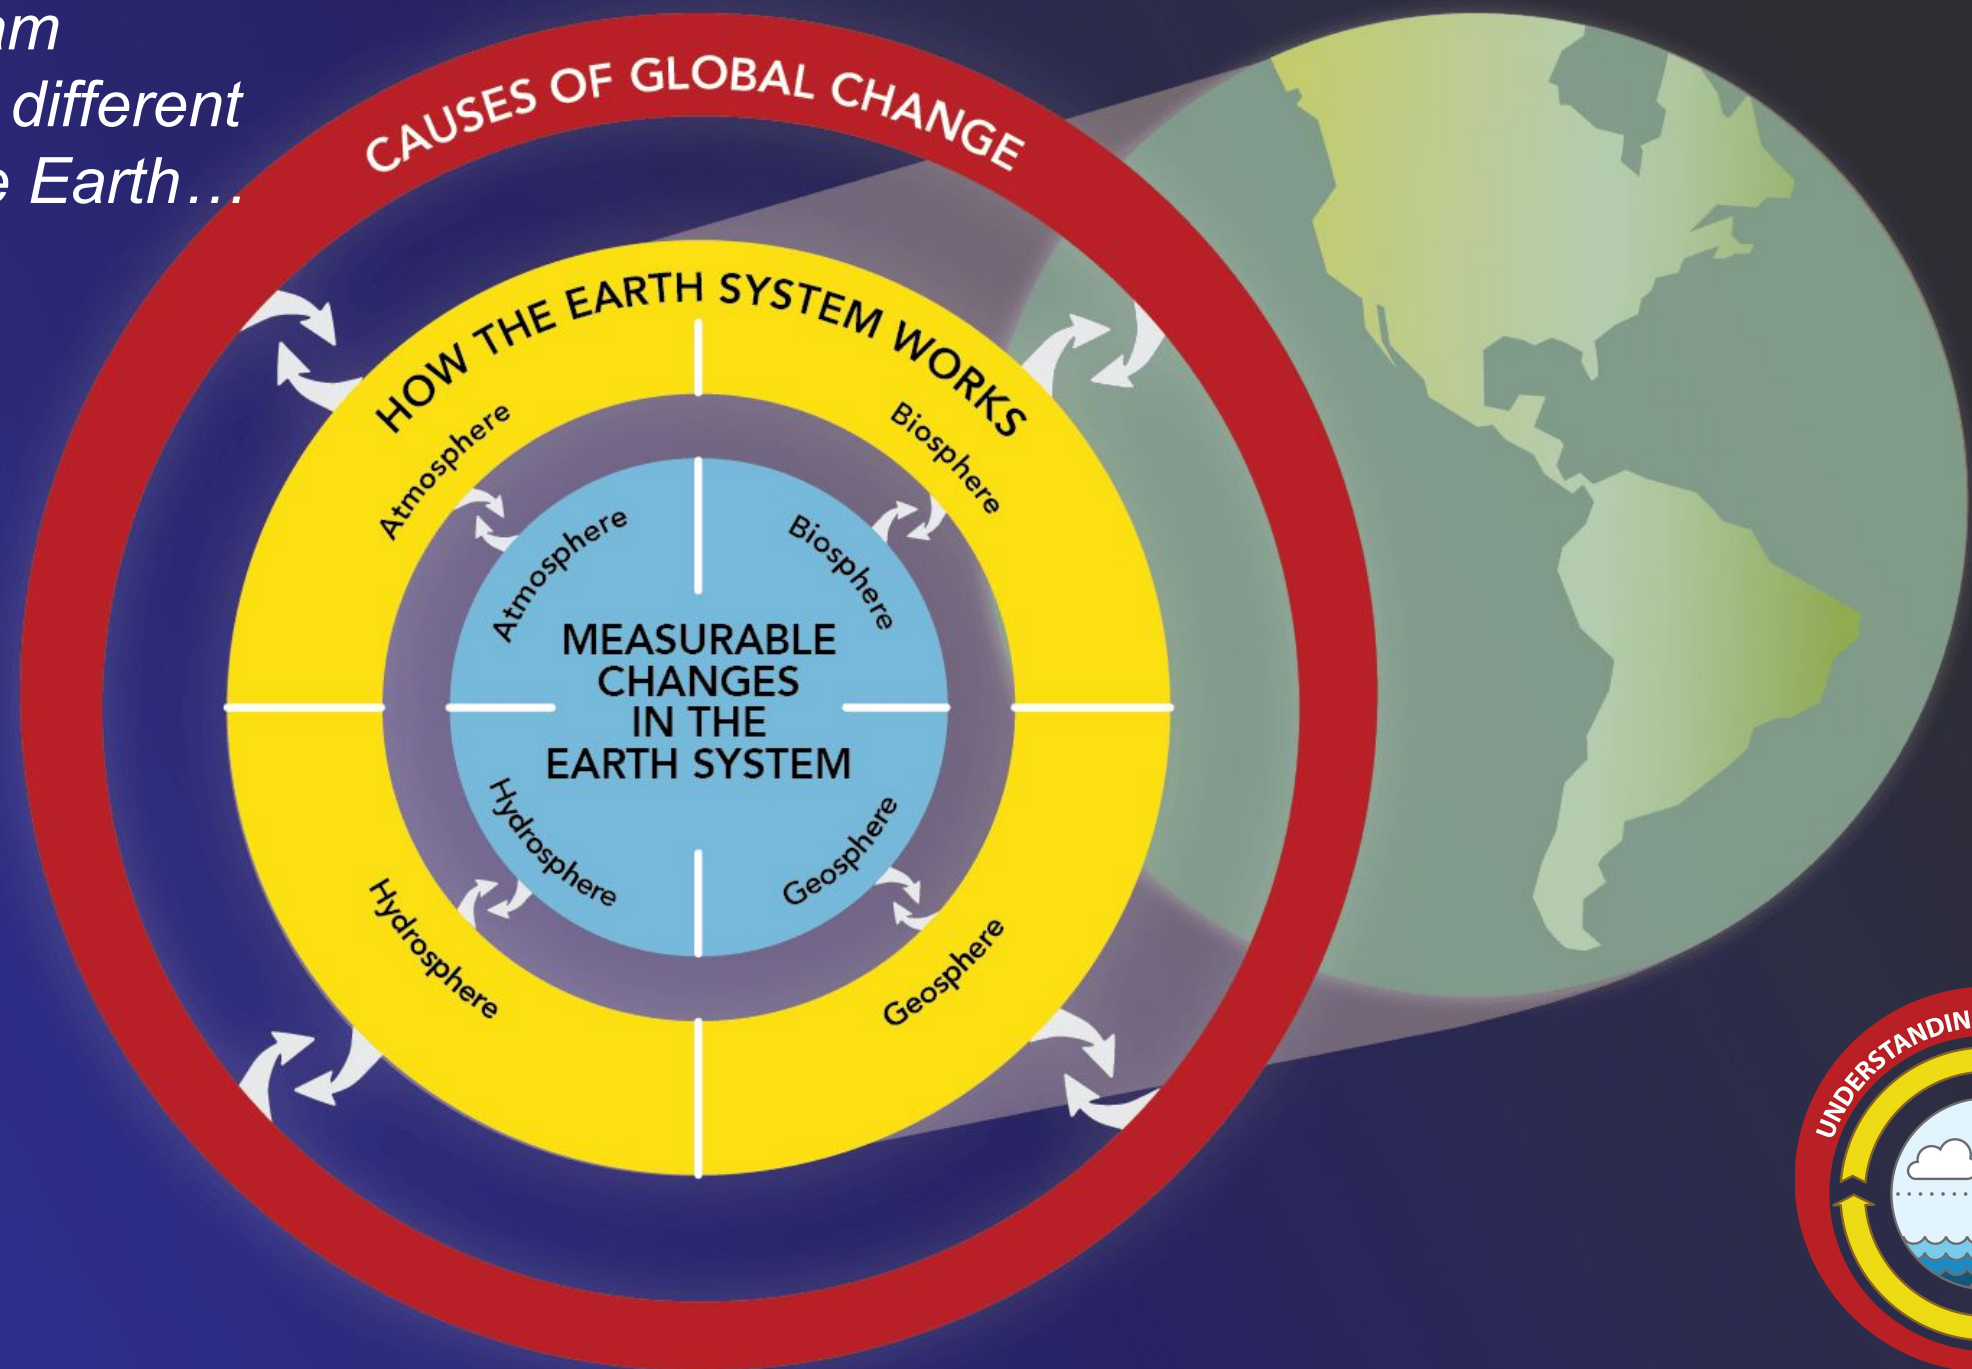 am
different
e Earth…
CAUSES OF GLOBAL CHANGE
HOW THE EARTH SYSTEM WORKS
Atmosphere
Biosphere
Atmosphere
Biosphere
MEASURABLE
CHANGES
IN THE
EARTH SYSTEM
Hydrosphere
Geosphere
Hydrosphere
Geosphere
UNDERSTANDIN